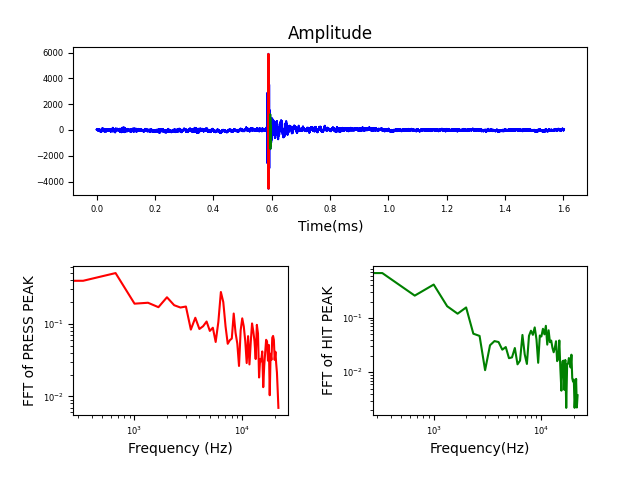 Amplitude
6000
4000
2000
0
−2000
−4000
0.0 0.2 0.4 0.6 0.8 1.0 1.2 1.4 1.6
Time(ms)
FFT of PRESS PEAK
10⁻¹
10⁻²
10³ 10⁴
Frequency (Hz)
FFT of HIT PEAK
10⁻¹
10⁻²
10³ 10⁴
Frequency(Hz)